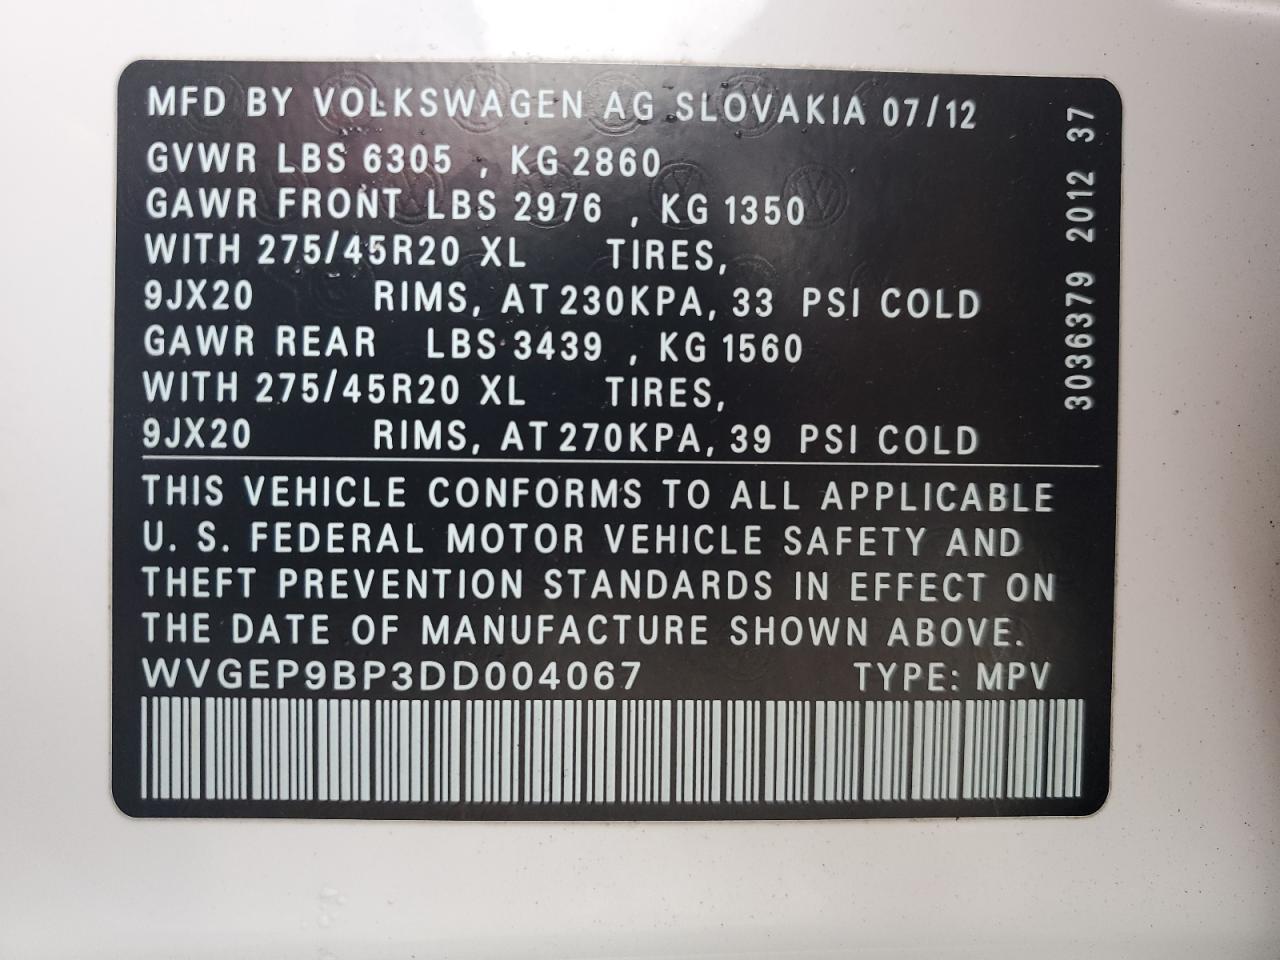 MFD BY VOLKSWAGEN AG SLOVAKIA 07/12
GVWR LBS 6305 , KG 2860
GAWR FRONT LBS 2976 , KG 1350
WITH 275/45R20 XL TIRES,
9JX20 RIMS, AT 230KPA, 33 PSI COLD
GAWR REAR LBS 3439 , KG 1560
WITH 275/45R20 XL TIRES,
9JX20 RIMS, AT 270KPA, 39 PSI COLD
THIS VEHICLE CONFORMS TO ALL APPLICABLE
U. S. FEDERAL MOTOR VEHICLE SAFETY AND
THEFT PREVENTION STANDARDS IN EFFECT ON
THE DATE OF MANUFACTURE SHOWN ABOVE.
WVGEP9BP3DD004067 TYPE: MPV
3036379 2012 37